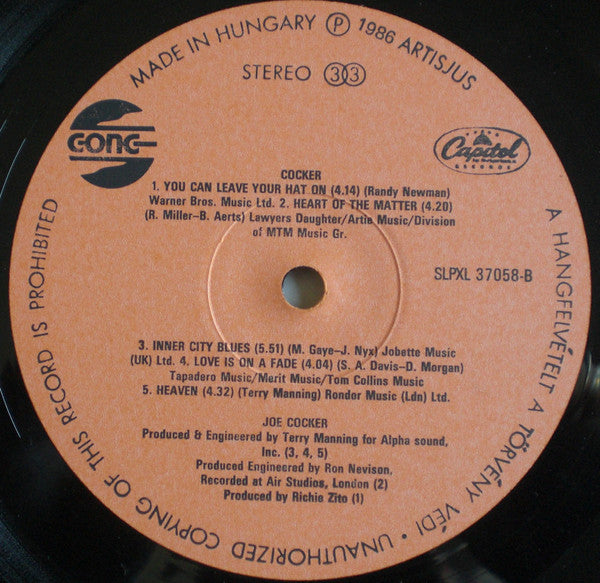 MADE IN HUNGARY Ⓟ 1986 ARTISJUS
STEREO 33
GONG
Capitol
RECORDS
COCKER
1. YOU CAN LEAVE YOUR HAT ON (4.14) (Randy Newman)
Warner Bros. Music Ltd. 2. HEART OF THE MATTER (4.20)
(R. Miller–B. Aerts) Lawyers Daughter/Artie Music/Division
of MTM Music Gr.
SLPXL 37058-B
3. INNER CITY BLUES (5.51) (M. Gaye–J. Nyx) Jobette Music
(UK) Ltd. 4. LOVE IS ON A FADE (4.04) (S. A. Davis–D. Morgan)
Tapadero Music/Merit Music/Tom Collins Music
5. HEAVEN (4.32) (Terry Manning) Ronder Music (Ldn) Ltd.
JOE COCKER
Produced & Engineered by Terry Manning for Alpha sound,
Inc. (3, 4, 5)
Produced Engineered by Ron Nevison,
Recorded at Air Studios, London (2)
Produced by Richie Zito (1)
A HANGFELVÉTELT A TÖRVÉNY VÉDI • UNAUTHORIZED COPYING OF THIS RECORD IS PROHIBITED